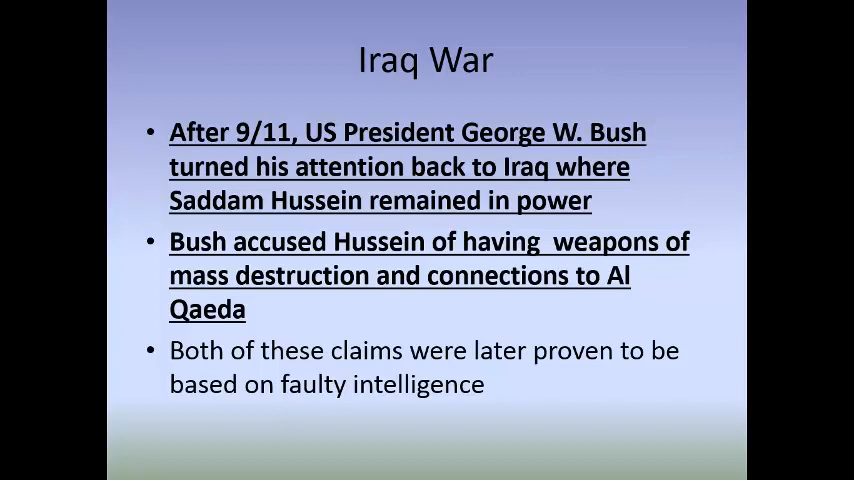 Iraq War
• After 9/11, US President George W. Bush
turned his attention back to Iraq where
Saddam Hussein remained in power
• Bush accused Hussein of having  weapons of
mass destruction and connections to Al
Qaeda
• Both of these claims were later proven to be
based on faulty intelligence